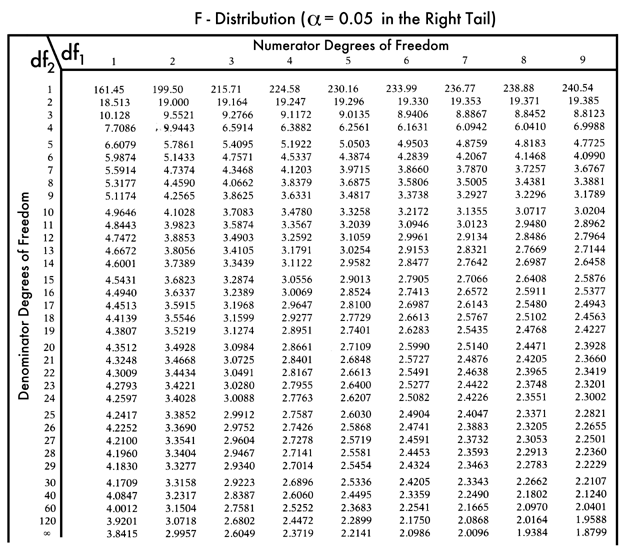 F - Distribution (α = 0.05 in the Right Tail)
Numerator Degrees of Freedom
df₂ \ df₁ 1 2 3 4 5 6 7 8 9
Denominator Degrees of Freedom
1 161.45 199.50 215.71 224.58 230.16 233.99 236.77 238.88 240.54
2 18.513 19.000 19.164 19.247 19.296 19.330 19.353 19.371 19.385
3 10.128 9.5521 9.2766 9.1172 9.0135 8.9406 8.8867 8.8452 8.8123
4 7.7086 9.9443 6.5914 6.3882 6.2561 6.1631 6.0942 6.0410 6.9988
5 6.6079 5.7861 5.4095 5.1922 5.0503 4.9503 4.8759 4.8183 4.7725
6 5.9874 5.1433 4.7571 4.5337 4.3874 4.2839 4.2067 4.1468 4.0990
7 5.5914 4.7374 4.3468 4.1203 3.9715 3.8660 3.7870 3.7257 3.6767
8 5.3177 4.4590 4.0662 3.8379 3.6875 3.5806 3.5005 3.4381 3.3881
9 5.1174 4.2565 3.8625 3.6331 3.4817 3.3738 3.2927 3.2296 3.1789
10 4.9646 4.1028 3.7083 3.4780 3.3258 3.2172 3.1355 3.0717 3.0204
11 4.8443 3.9823 3.5874 3.3567 3.2039 3.0946 3.0123 2.9480 2.8962
12 4.7472 3.8853 3.4903 3.2592 3.1059 2.9961 2.9134 2.8486 2.7964
13 4.6672 3.8056 3.4105 3.1791 3.0254 2.9153 2.8321 2.7669 2.7144
14 4.6001 3.7389 3.3439 3.1122 2.9582 2.8477 2.7642 2.6987 2.6458
15 4.5431 3.6823 3.2874 3.0556 2.9013 2.7905 2.7066 2.6408 2.5876
16 4.4940 3.6337 3.2389 3.0069 2.8524 2.7413 2.6572 2.5911 2.5377
17 4.4513 3.5915 3.1968 2.9647 2.8100 2.6987 2.6143 2.5480 2.4943
18 4.4139 3.5546 3.1599 2.9277 2.7729 2.6613 2.5767 2.5102 2.4563
19 4.3807 3.5219 3.1274 2.8951 2.7401 2.6283 2.5435 2.4768 2.4227
20 4.3512 3.4928 3.0984 2.8661 2.7109 2.5990 2.5140 2.4471 2.3928
21 4.3248 3.4668 3.0725 2.8401 2.6848 2.5727 2.4876 2.4205 2.3660
22 4.3009 3.4434 3.0491 2.8167 2.6613 2.5491 2.4638 2.3965 2.3419
23 4.2793 3.4221 3.0280 2.7955 2.6400 2.5277 2.4422 2.3748 2.3201
24 4.2597 3.4028 3.0088 2.7763 2.6207 2.5082 2.4226 2.3551 2.3002
25 4.2417 3.3852 2.9912 2.7587 2.6030 2.4904 2.4047 2.3371 2.2821
26 4.2252 3.3690 2.9752 2.7426 2.5868 2.4741 2.3883 2.3205 2.2655
27 4.2100 3.3541 2.9604 2.7278 2.5719 2.4591 2.3732 2.3053 2.2501
28 4.1960 3.3404 2.9467 2.7141 2.5581 2.4453 2.3593 2.2913 2.2360
29 4.1830 3.3277 2.9340 2.7014 2.5454 2.4324 2.3463 2.2783 2.2229
30 4.1709 3.3158 2.9223 2.6896 2.5336 2.4205 2.3343 2.2662 2.2107
40 4.0847 3.2317 2.8387 2.6060 2.4495 2.3359 2.2490 2.1802 2.1240
60 4.0012 3.1504 2.7581 2.5252 2.3683 2.2541 2.1665 2.0970 2.0401
120 3.9201 3.0718 2.6802 2.4472 2.2899 2.1750 2.0868 2.0164 1.9588
∞ 3.8415 2.9957 2.6049 2.3719 2.2141 2.0986 2.0096 1.9384 1.8799